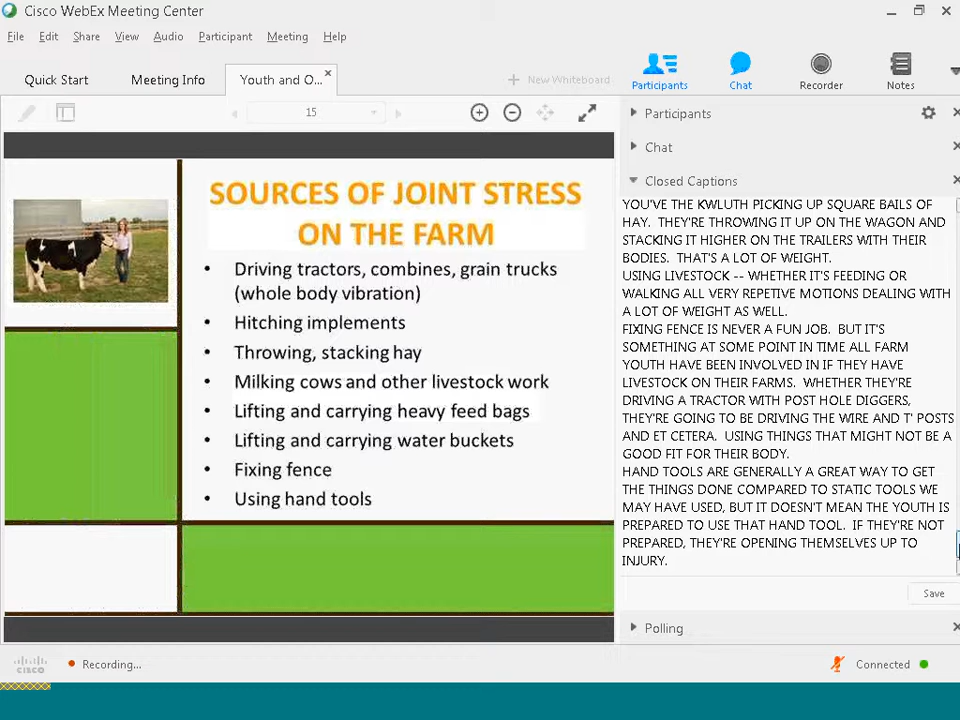 Cisco WebEx Meeting Center
File Edit Share View Audio Participant Meeting Help
Quick Start Meeting Info Youth and O... New Whiteboard
Participants Chat Recorder Notes
15
SOURCES OF JOINT STRESS
ON THE FARM
• Driving tractors, combines, grain trucks
(whole body vibration)
• Hitching implements
• Throwing, stacking hay
• Milking cows and other livestock work
• Lifting and carrying heavy feed bags
• Lifting and carrying water buckets
• Fixing fence
• Using hand tools
Participants
Chat
Closed Captions
YOU'VE THE KWLUTH PICKING UP SQUARE BAILS OF
HAY. THEY'RE THROWING IT UP ON THE WAGON AND
STACKING IT HIGHER ON THE TRAILERS WITH THEIR
BODIES. THAT'S A LOT OF WEIGHT.
USING LIVESTOCK -- WHETHER IT'S FEEDING OR
WALKING ALL VERY REPETIVE MOTIONS DEALING WITH
A LOT OF WEIGHT AS WELL.
FIXING FENCE IS NEVER A FUN JOB. BUT IT'S
SOMETHING AT SOME POINT IN TIME ALL FARM
YOUTH HAVE BEEN INVOLVED IN IF THEY HAVE
LIVESTOCK ON THEIR FARMS. WHETHER THEY'RE
DRIVING A TRACTOR WITH POST HOLE DIGGERS,
THEY'RE GOING TO BE DRIVING THE WIRE AND T' POSTS
AND ET CETERA. USING THINGS THAT MIGHT NOT BE A
GOOD FIT FOR THEIR BODY.
HAND TOOLS ARE GENERALLY A GREAT WAY TO GET
THE THINGS DONE COMPARED TO STATIC TOOLS WE
MAY HAVE USED, BUT IT DOESN'T MEAN THE YOUTH IS
PREPARED TO USE THAT HAND TOOL. IF THEY'RE NOT
PREPARED, THEY'RE OPENING THEMSELVES UP TO
INJURY.
Save
Polling
cisco Recording... Connected